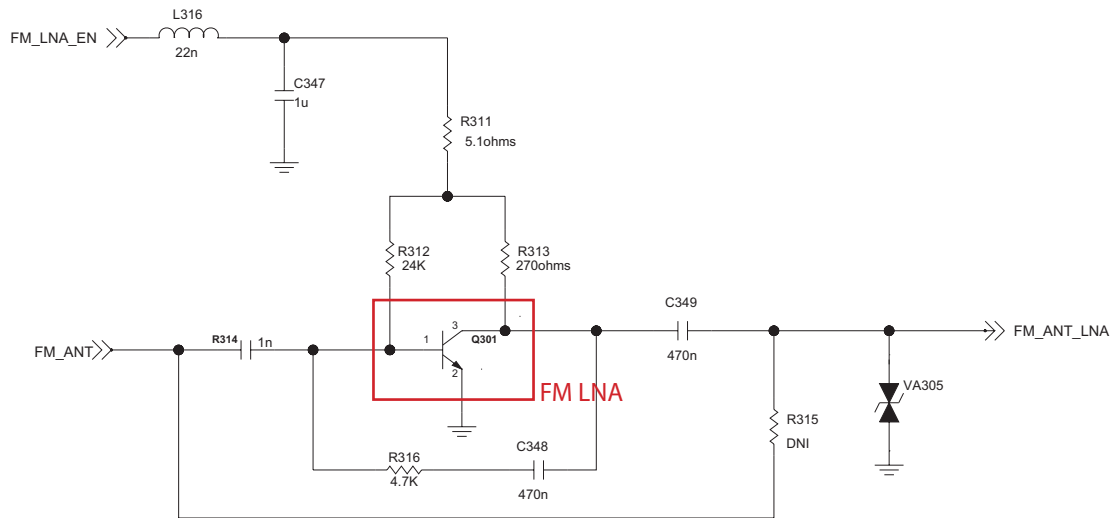 L316
FM_LNA_EN
22n
C347
1u
R311
5.1ohms
R312
24K
R313
270ohms
C349
470n
FM_ANT
R314
1n
1
3
2
Q301
FM LNA
FM_ANT_LNA
VA305
R315
DNI
R316
4.7K
C348
470n